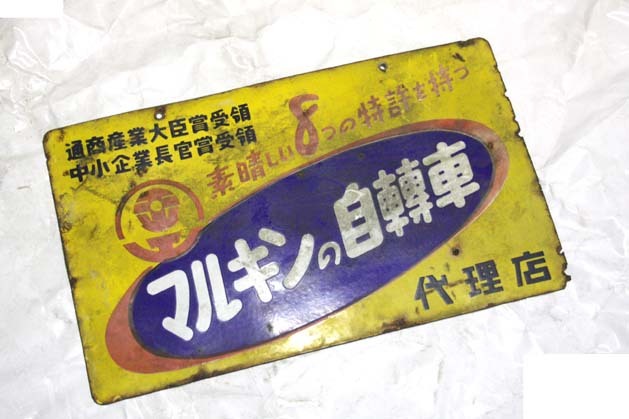 通商産業大臣賞受領
中小企業長官賞受領
素晴しい8つの特許を持つ
マルキンの自轉車
代理店